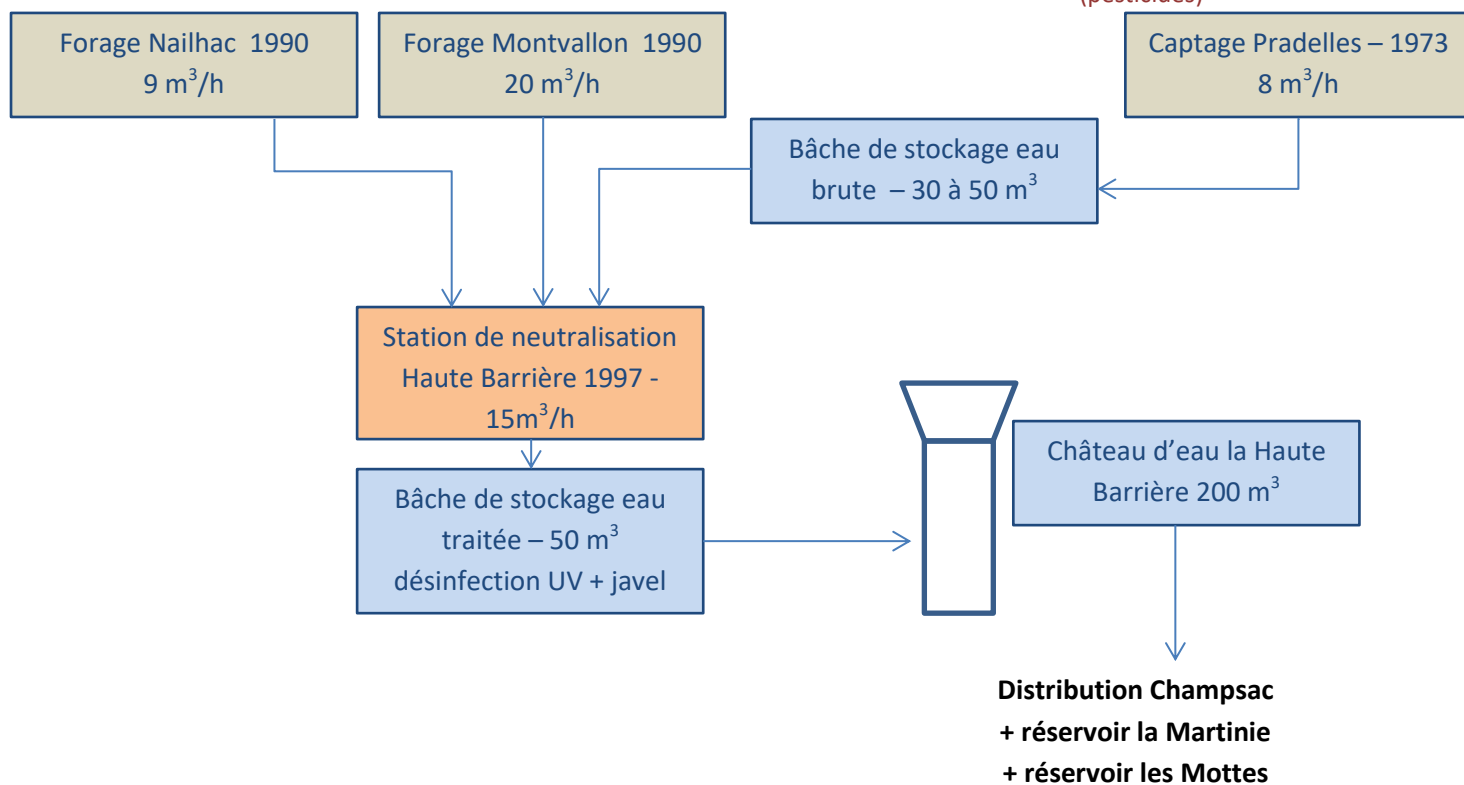 (pesticides)
Forage Nailhac 1990
9 m³/h
Forage Montvallon 1990
20 m³/h
Captage Pradelles – 1973
8 m³/h
Bâche de stockage eau
brute – 30 à 50 m³
Station de neutralisation
Haute Barrière 1997 -
15m³/h
Bâche de stockage eau
traitée – 50 m³
désinfection UV + javel
Château d’eau la Haute
Barrière 200 m³
Distribution Champsac
+ réservoir la Martinie
+ réservoir les Mottes